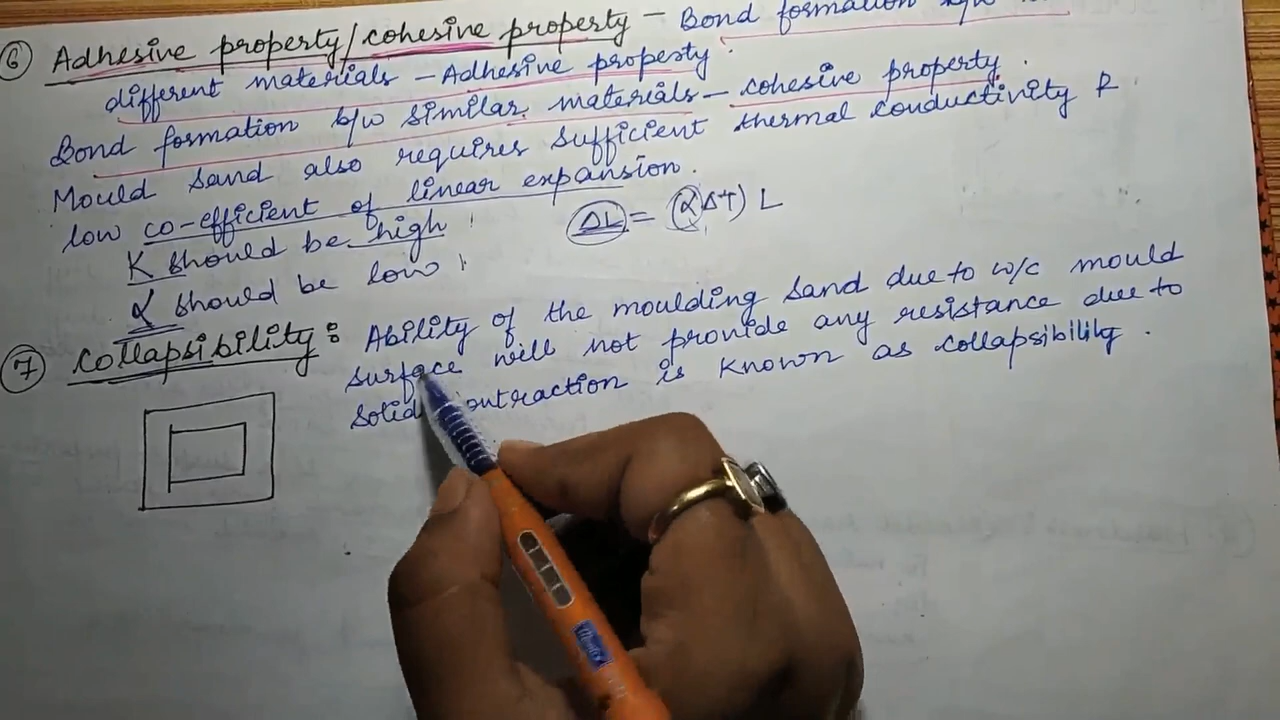 ⑥ Adhesive property/cohesive property - Bond formation b/w
different materials - Adhesive property.
Bond formation b/w similar materials - cohesive property.
Mould sand also requires sufficient thermal conductivity &
low co-efficient of linear expansion.
K should be high
ΔL = (αΔT) L
α should be low
⑦ Collapsibility: Ability of the moulding sand due to w/c mould
surface will not provide any resistance due to
solid contraction is known as collapsibility.